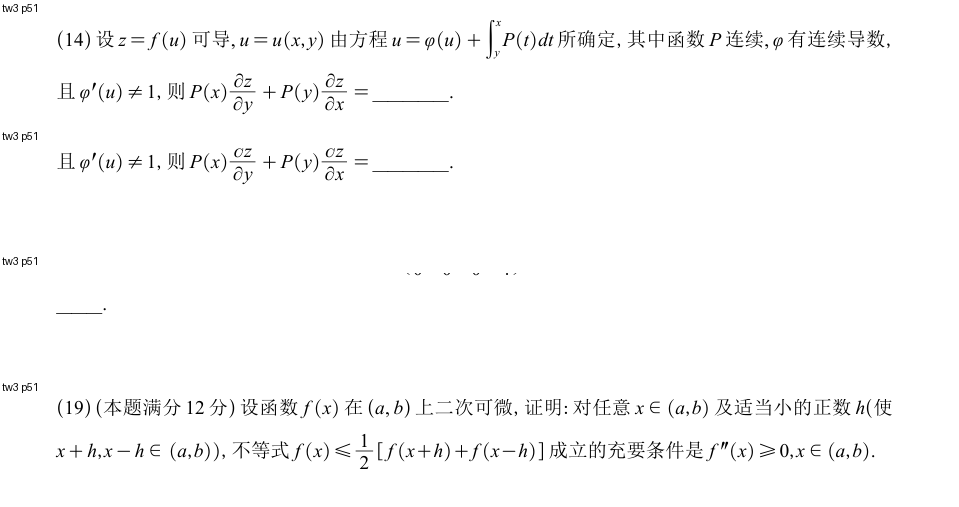 tw3 p51
(14) 设 z=f(u) 可导, u=u(x,y) 由方程 u=φ(u)+∫_y^x P(t)dt 所确定, 其中函数 P 连续, φ 有连续导数,
且 φ′(u)≠1, 则 P(x)∂z/∂y+P(y)∂z/∂x=________.
tw3 p51
且 φ′(u)≠1, 则 P(x)∂z/∂y+P(y)∂z/∂x=________.
tw3 p51
_____.
tw3 p51
(19) (本题满分 12 分) 设函数 f(x) 在 (a,b) 上二次可微, 证明: 对任意 x∈(a,b) 及适当小的正数 h(使
x+h,x−h∈(a,b)), 不等式 f(x)⩽1/2[f(x+h)+f(x−h)] 成立的充要条件是 f″(x)⩾0,x∈(a,b).